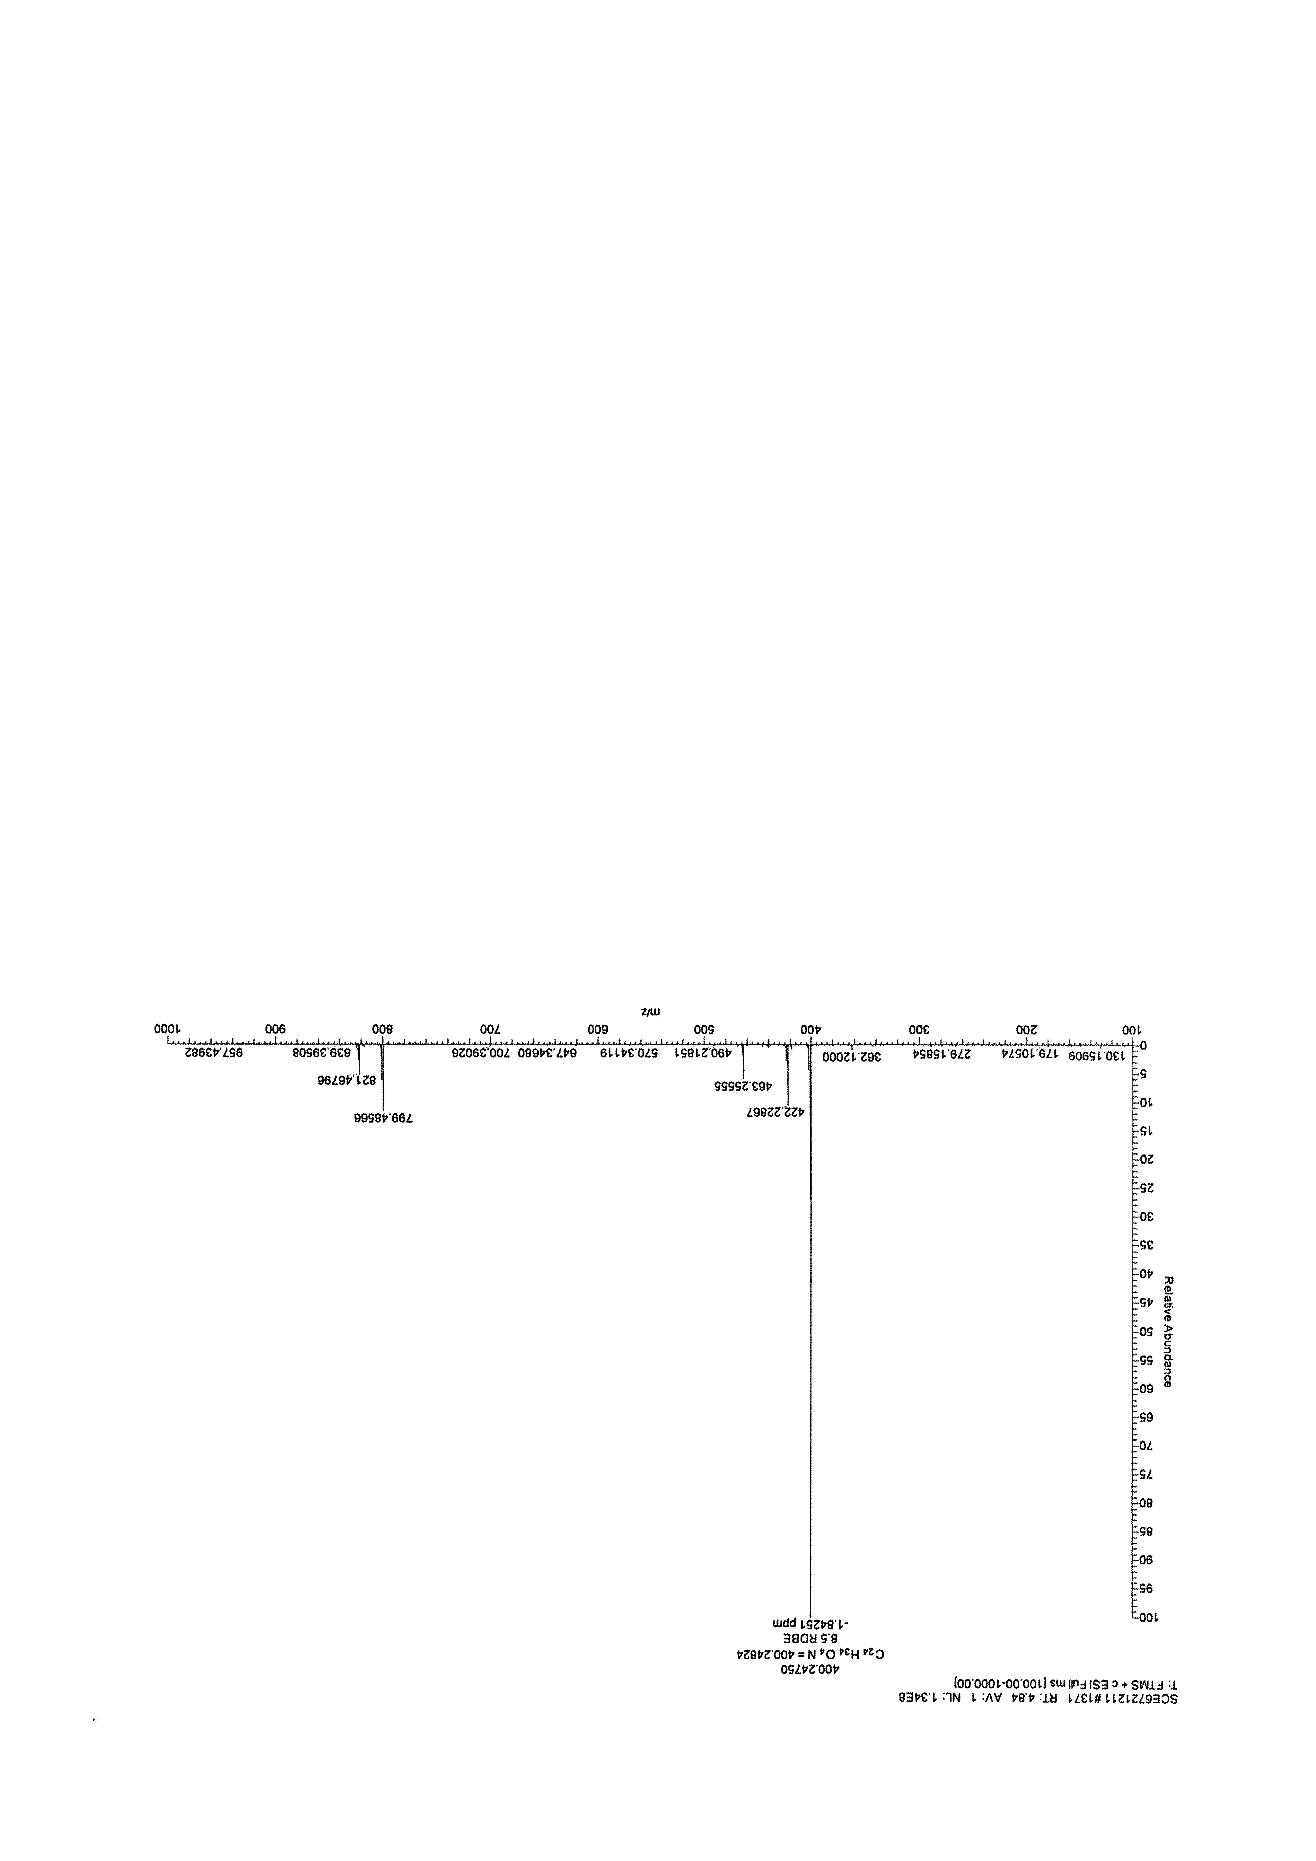 SCE6721211 #1371 RT: 4.84 AV: 1 NL: 1.34E8
T: FTMS + c ESI Full ms [100.00-1000.00]
400.24750
C24 H34 O4 N = 400.24824
8.5 RDBE
-1.84251 ppm
100
95
90
85
80
75
70
65
60
55
50
45
40
35
30
25
20
15
10
5
0
Relative Abundance
799.48566
422.22867
463.25555
821.46796
130.15909 179.10574 279.15854 362.12000 490.21851 570.34119 647.34660 700.39026 839.39508 957.43982
100 200 300 400 500 600 700 800 900 1000
m/z